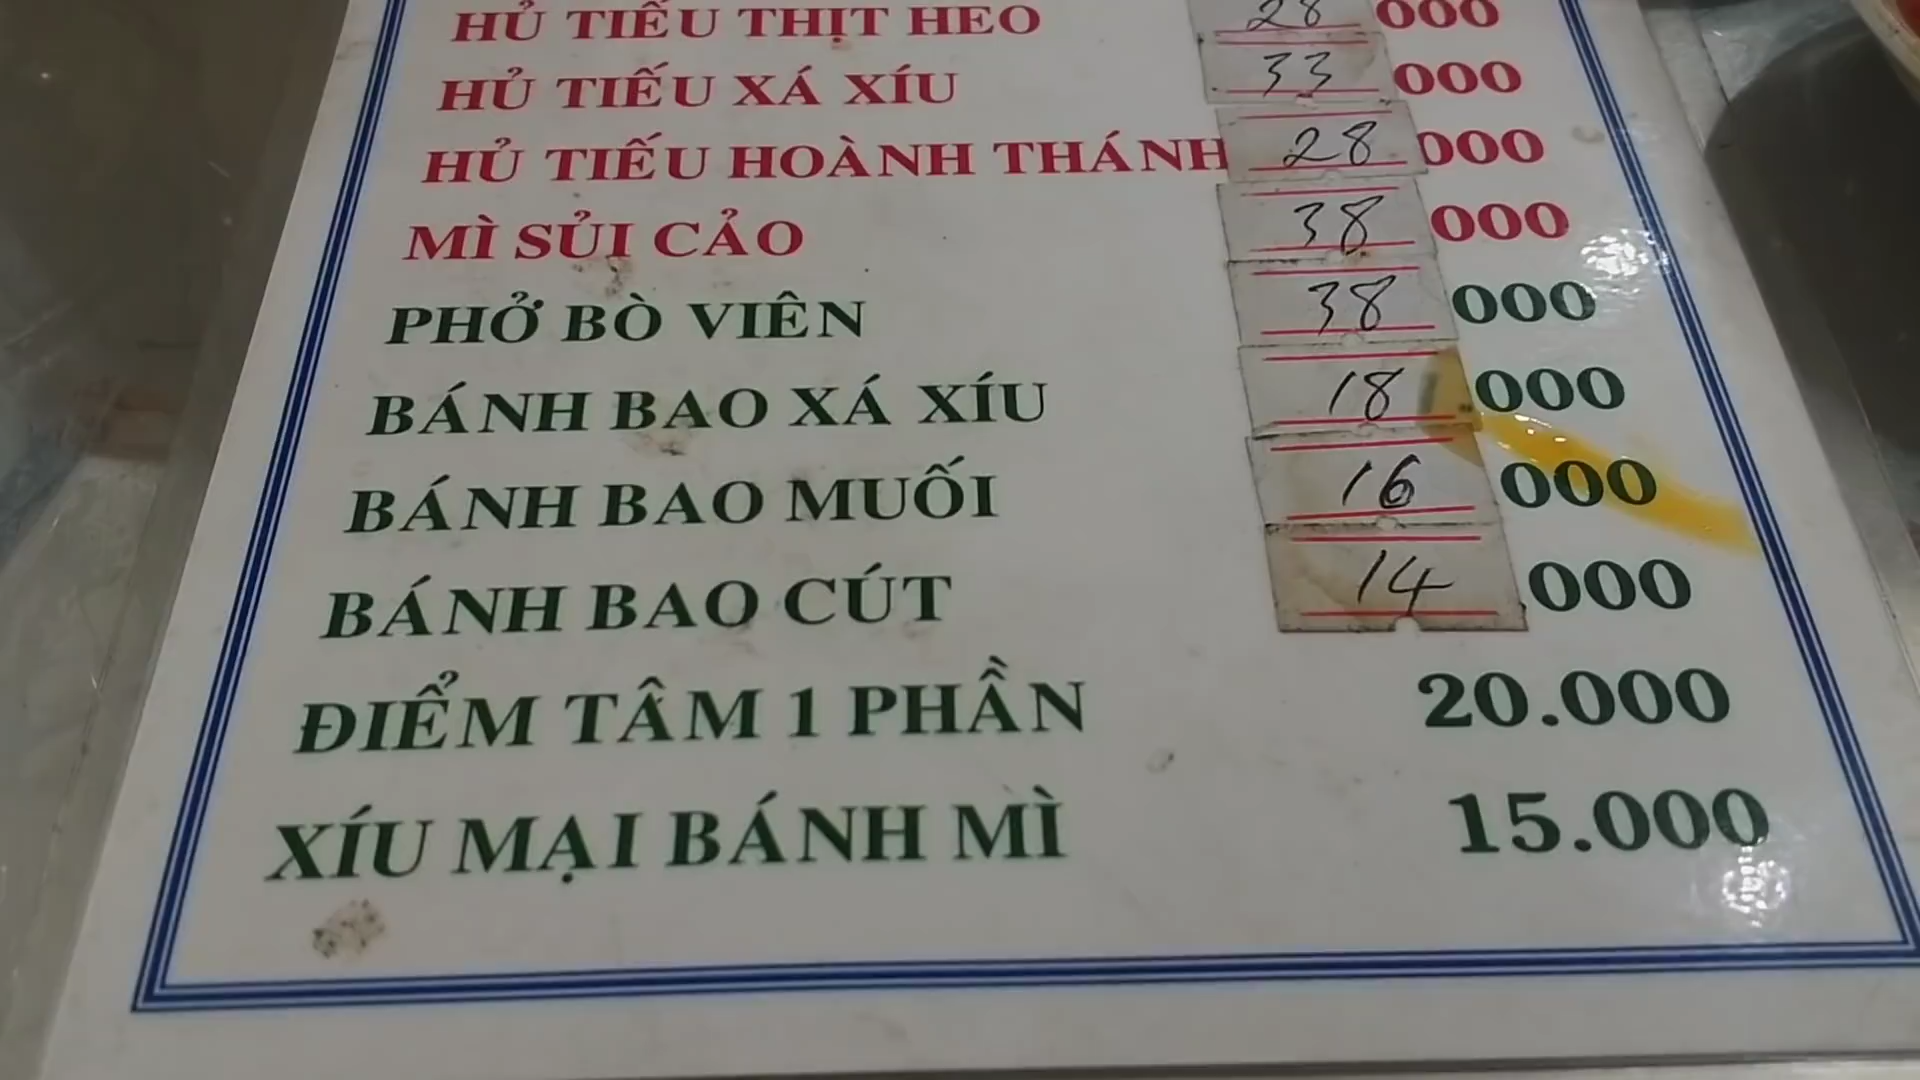 HỦ TIẾU THỊT HEO 28 000
HỦ TIẾU XÁ XÍU 33 000
HỦ TIẾU HOÀNH THÁNH 28 000
MÌ SỦI CẢO 38 000
PHỞ BÒ VIÊN 38 000
BÁNH BAO XÁ XÍU 18 000
BÁNH BAO MUỐI 16 000
BÁNH BAO CÚT 14 .000
ĐIỂM TÂM 1 PHẦN 20.000
XÍU MẠI BÁNH MÌ 15.000